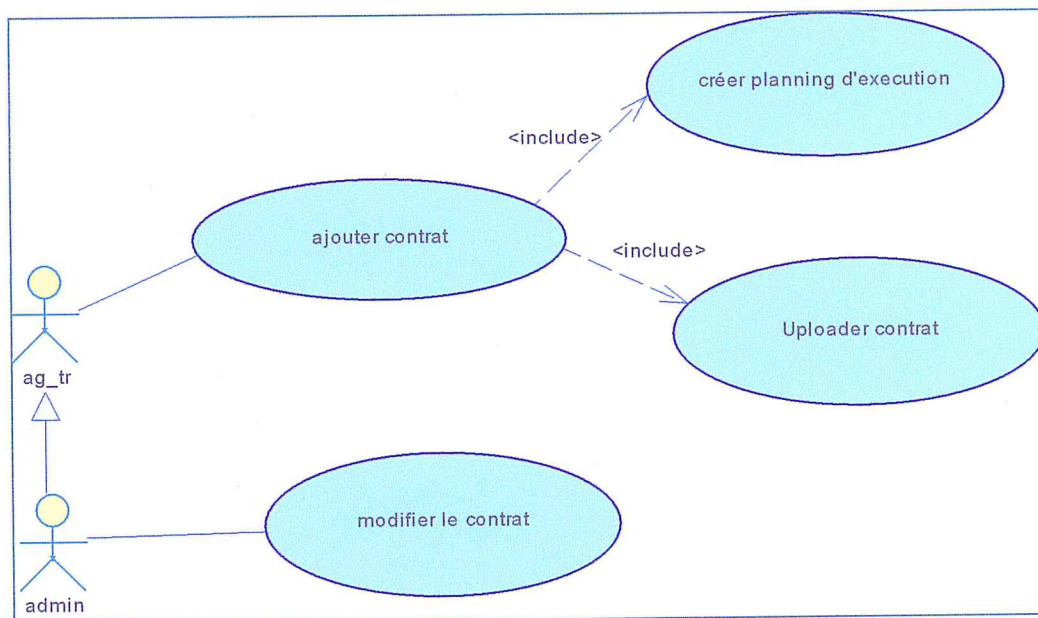 créer planning d'execution
<include>
ajouter contrat
<include>
Uploader contrat
ag_tr
modifier le contrat
admin